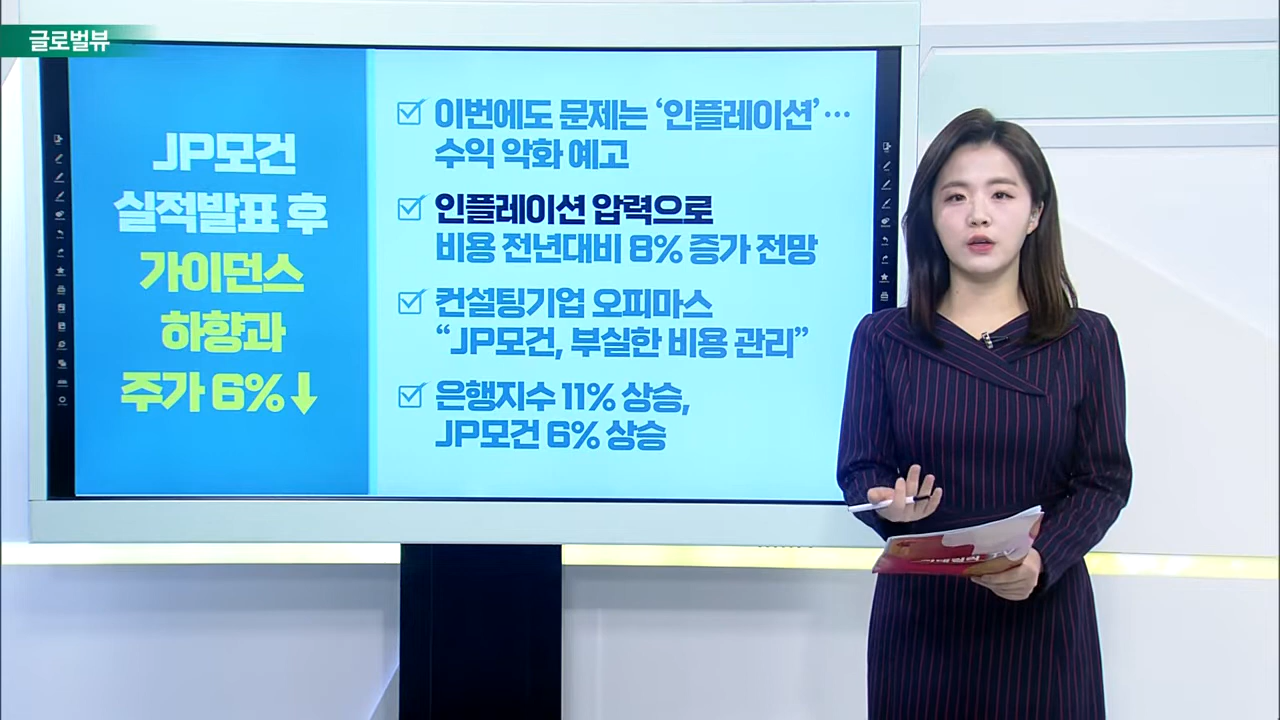 글로벌뷰
JP모건
실적발표 후
가이던스
하향과
주가 6%⬇
이번에도 문제는 ‘인플레이션’…
수익 악화 예고
인플레이션 압력으로
비용 전년대비 8% 증가 전망
컨설팅기업 오피마스
“JP모건, 부실한 비용 관리”
은행지수 11% 상승,
JP모건 6% 상승